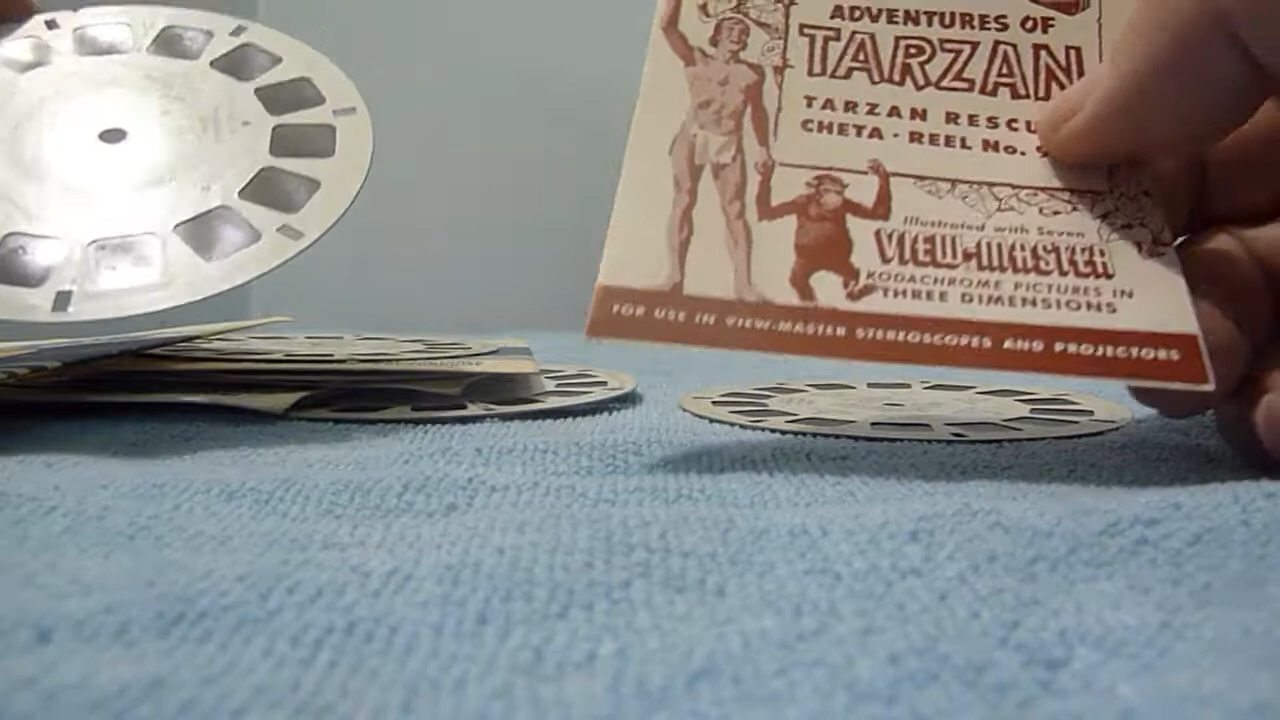 ADVENTURES OF
TARZAN
TARZAN
CHETA · REEL No.
Illustrated with Seven
VIEW-MASTER
KODACHROME PICTURES IN
THREE DIMENSIONS
FOR USE IN VIEW-MASTER STEREOSCOPES AND PROJECTORS